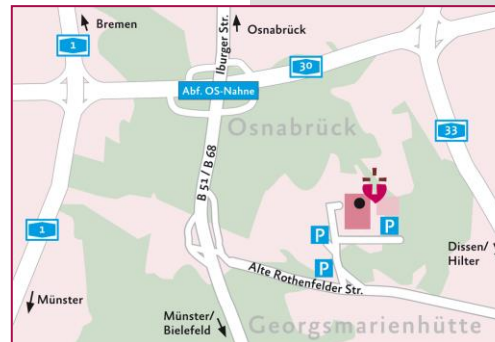 Bremen
Iburger Str.
Osnabrück
1
30
Abf. OS-Nahne
Osnabrück
33
B 51 / B 68
P
P
1
Dissen/
Hilter
P
Alte Rothenfelder Str.
Münster
Münster/
Bielefeld
Georgsmarienhütte